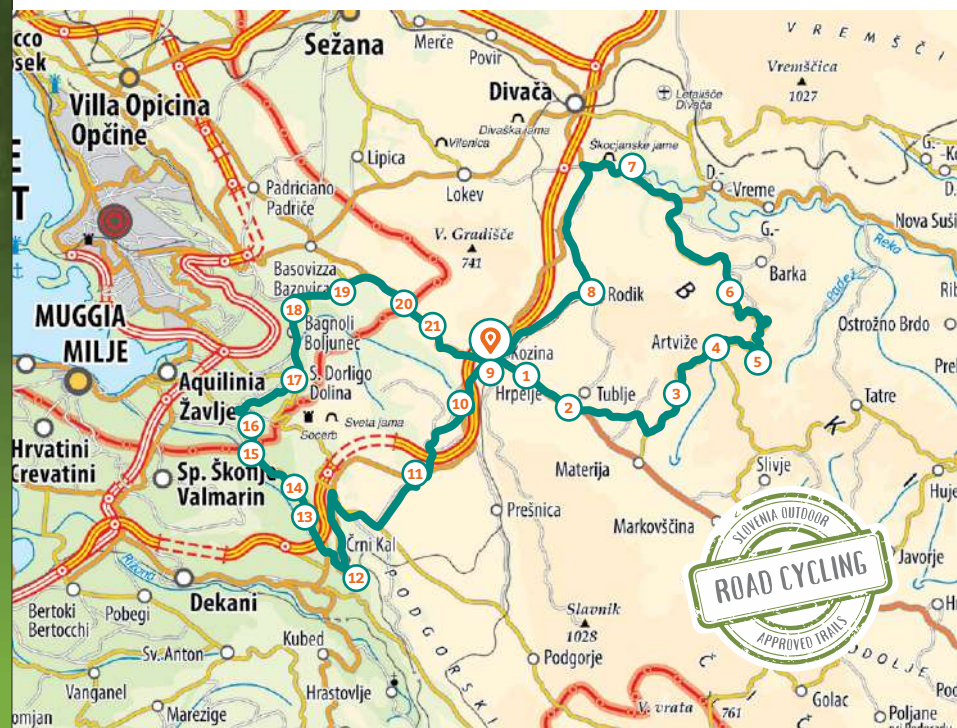 V R E M Š Č I
cco
osek
Sežana
Merče
Povir
Vremščica
1027
Villa Opicina
Opčine
Divača
Letališče
Divača
Divaška jama
Vilenica
Škocjanske jame
G.-
Lipica
Lokev
7
D.-
-Vreme
D.
Padriciano
Padriče
T
G.-
Nova Suši
V. Gradišče
741
Reka
Basovizza
Bazovica
19
Barka
Padež
20
8
Rodik
6
B
18
21
MUGGIA
MILJE
Bagnoli
Boljunec
Ostrožno Brdo
Artviže
4
Kozina
5
9
Hrpelje
1
17
S. Dorligo
Dolina
Aquilinia
Žavlje
Tublje
3
10
2
Tatre
16
Socerb
Sveta jama
K
Hrvatini
Crevatini
15
Sp. Škofije
Valmarin
11
Materija
Slivje
I
14
Prešnica
Huje
13
Markovščina
SLOVENIA OUTDOOR
ROAD CYCLING
APPROVED TRAILS
Javorje
Črni Kal
Rižana
12
Dekani
Bertoki
Bertocchi
Pobegi
P O D G O R S K I
Slavnik
1028
Kubed
Sv. Anton
Podgorje
Č
O D O L J E
Vanganel
Hrastovlje
Golac
Marezige
V. vrata
761
Poljane